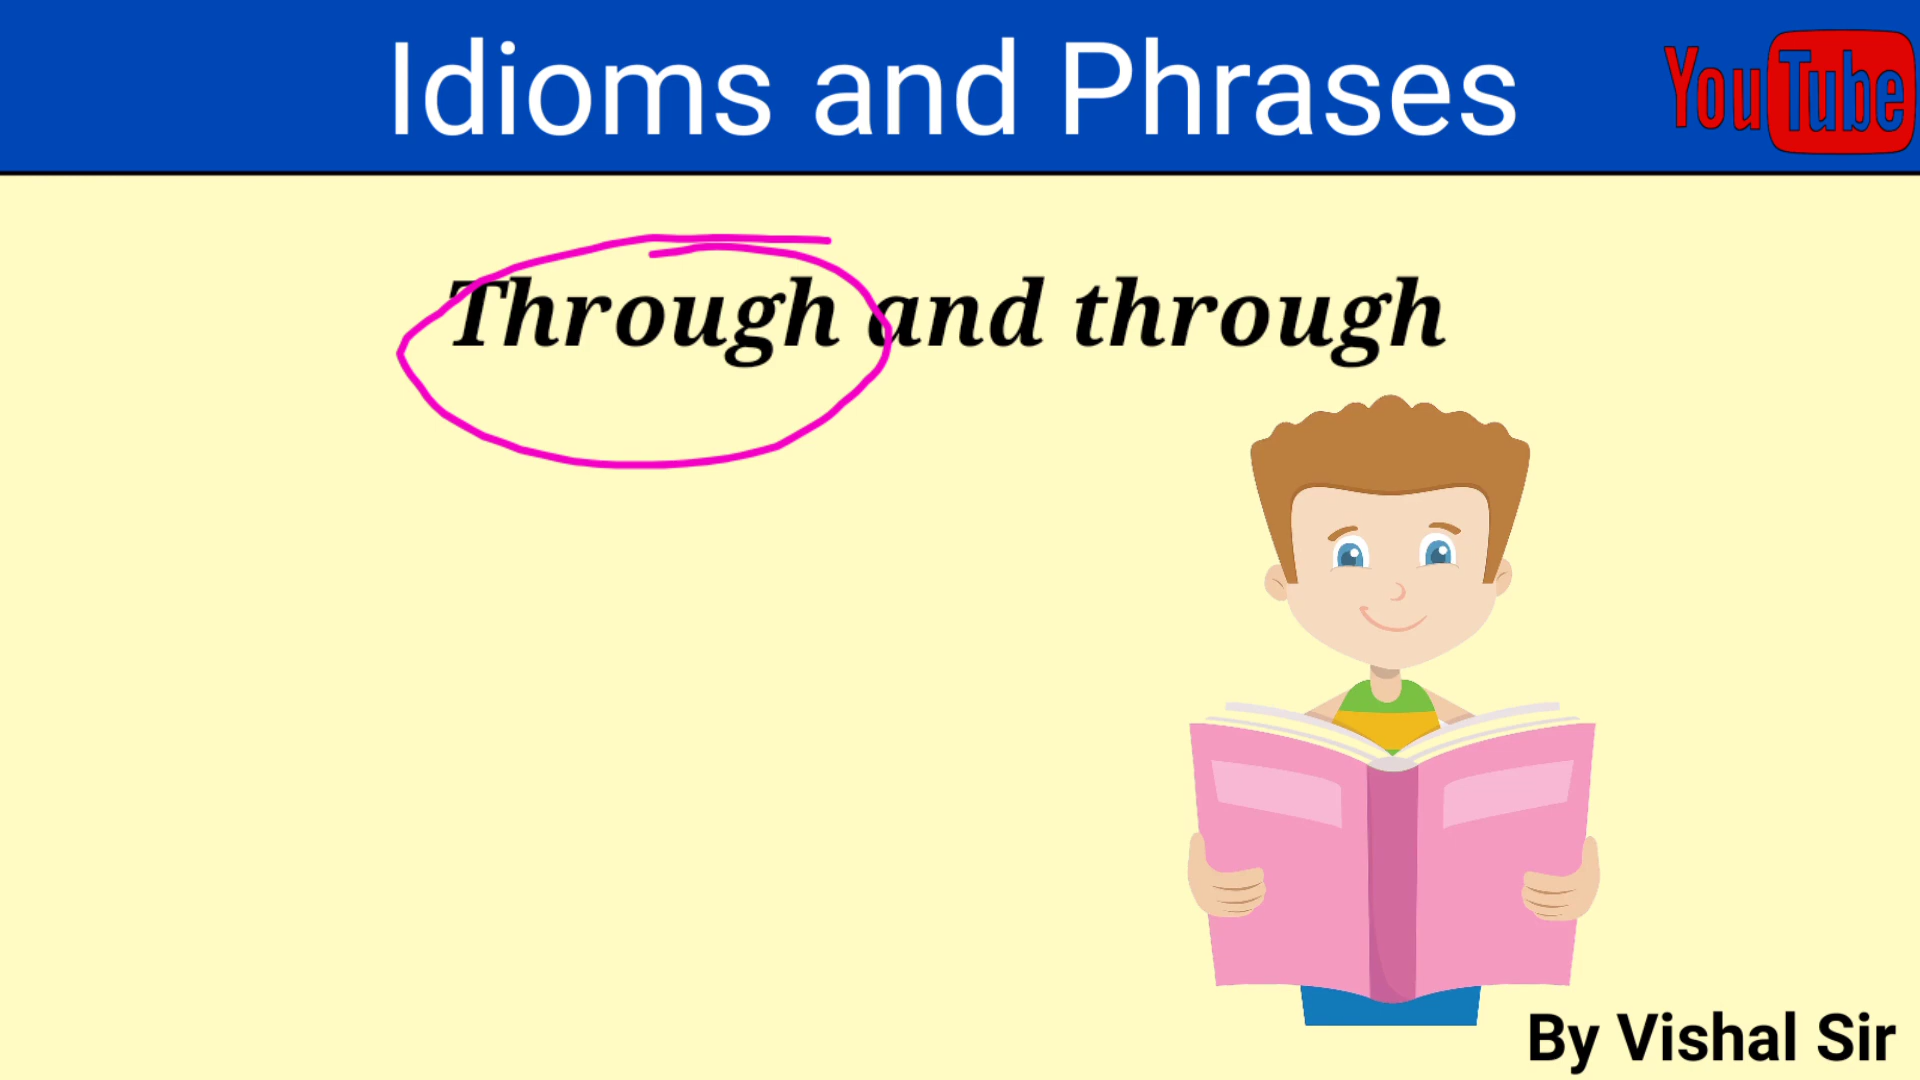 Idioms and Phrases
YouTube
Through and through
By Vishal Sir